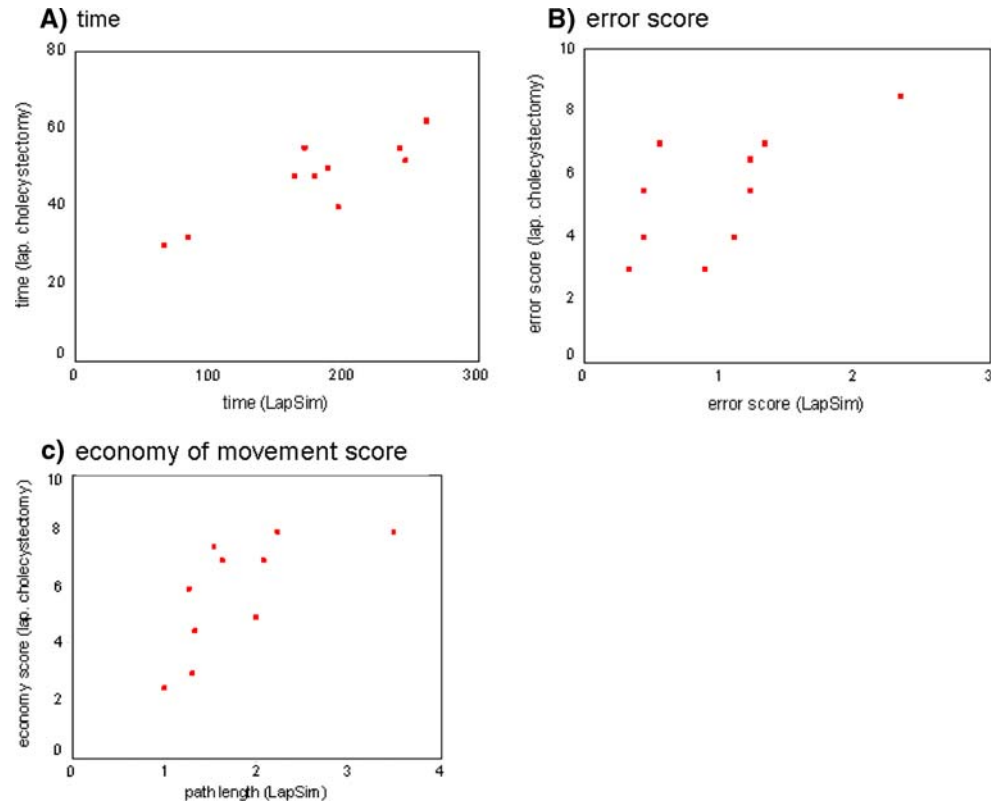 A) time
80
60
40
20
0
time (lap. cholecystectomy)
0 100 200 300
time (LapSim)
B) error score
10
8
6
4
2
0
error score (lap. cholecystectomy)
0 1 2 3
error score (LapSim)
c) economy of movement score
10
8
6
4
2
0
economy score (lap. cholecystectomy)
0 1 2 3 4
path length (LapSim)